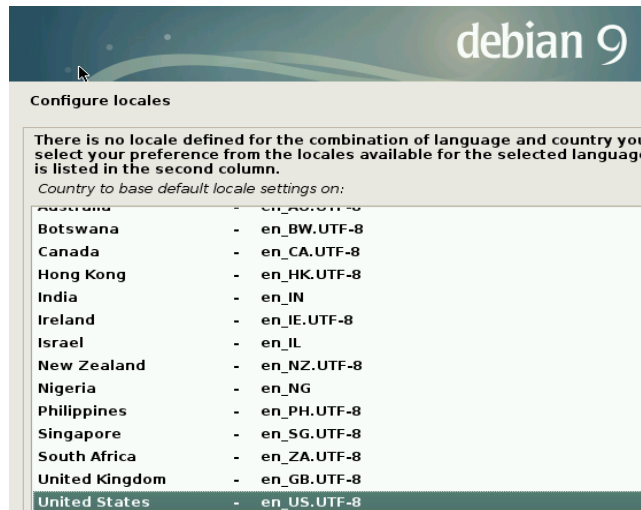 debian 9
Configure locales
There is no locale defined for the combination of language and country you
select your preference from the locales available for the selected language
is listed in the second column.
Country to base default locale settings on:
Australia - en_AU.UTF-8
Botswana - en_BW.UTF-8
Canada - en_CA.UTF-8
Hong Kong - en_HK.UTF-8
India - en_IN
Ireland - en_IE.UTF-8
Israel - en_IL
New Zealand - en_NZ.UTF-8
Nigeria - en_NG
Philippines - en_PH.UTF-8
Singapore - en_SG.UTF-8
South Africa - en_ZA.UTF-8
United Kingdom - en_GB.UTF-8
United States - en_US.UTF-8